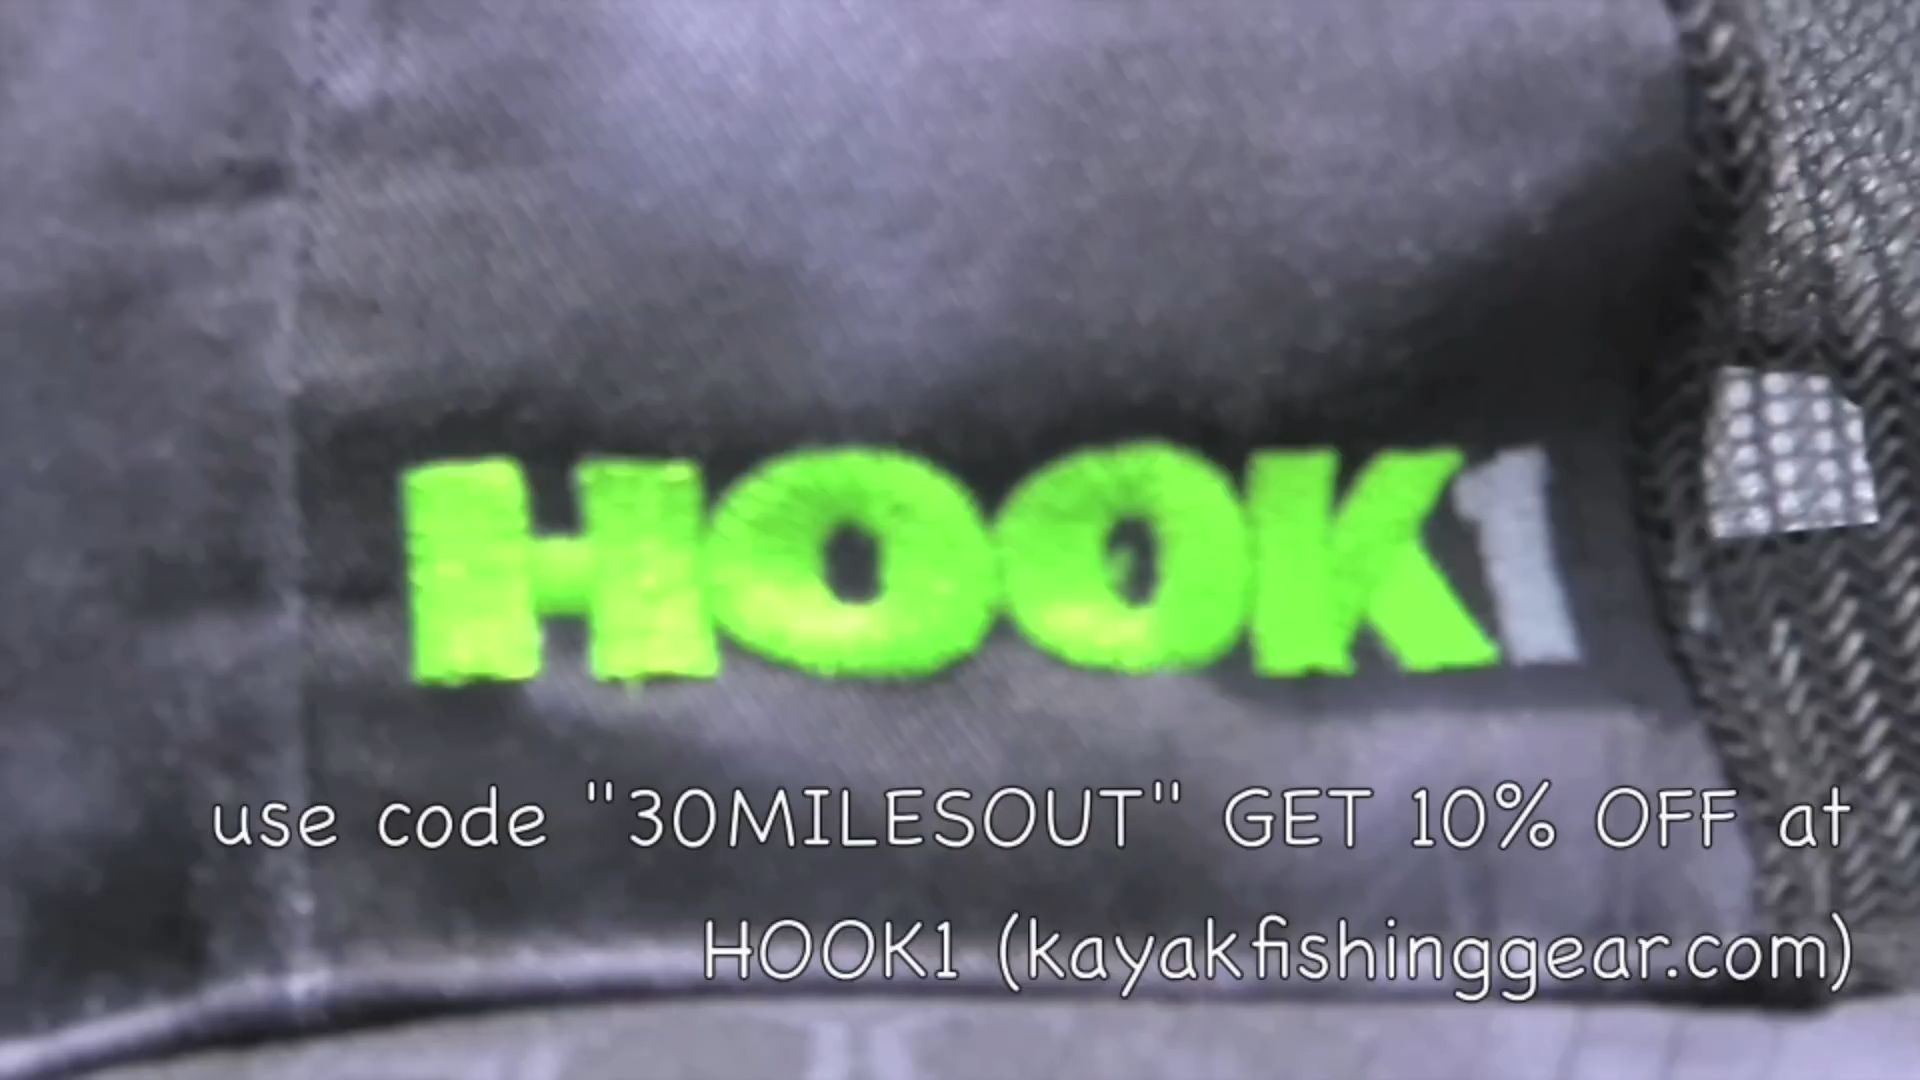 HOOK1
use code "30MILESOUT" GET 10% OFF at
HOOK1 (kayakfishinggear.com)